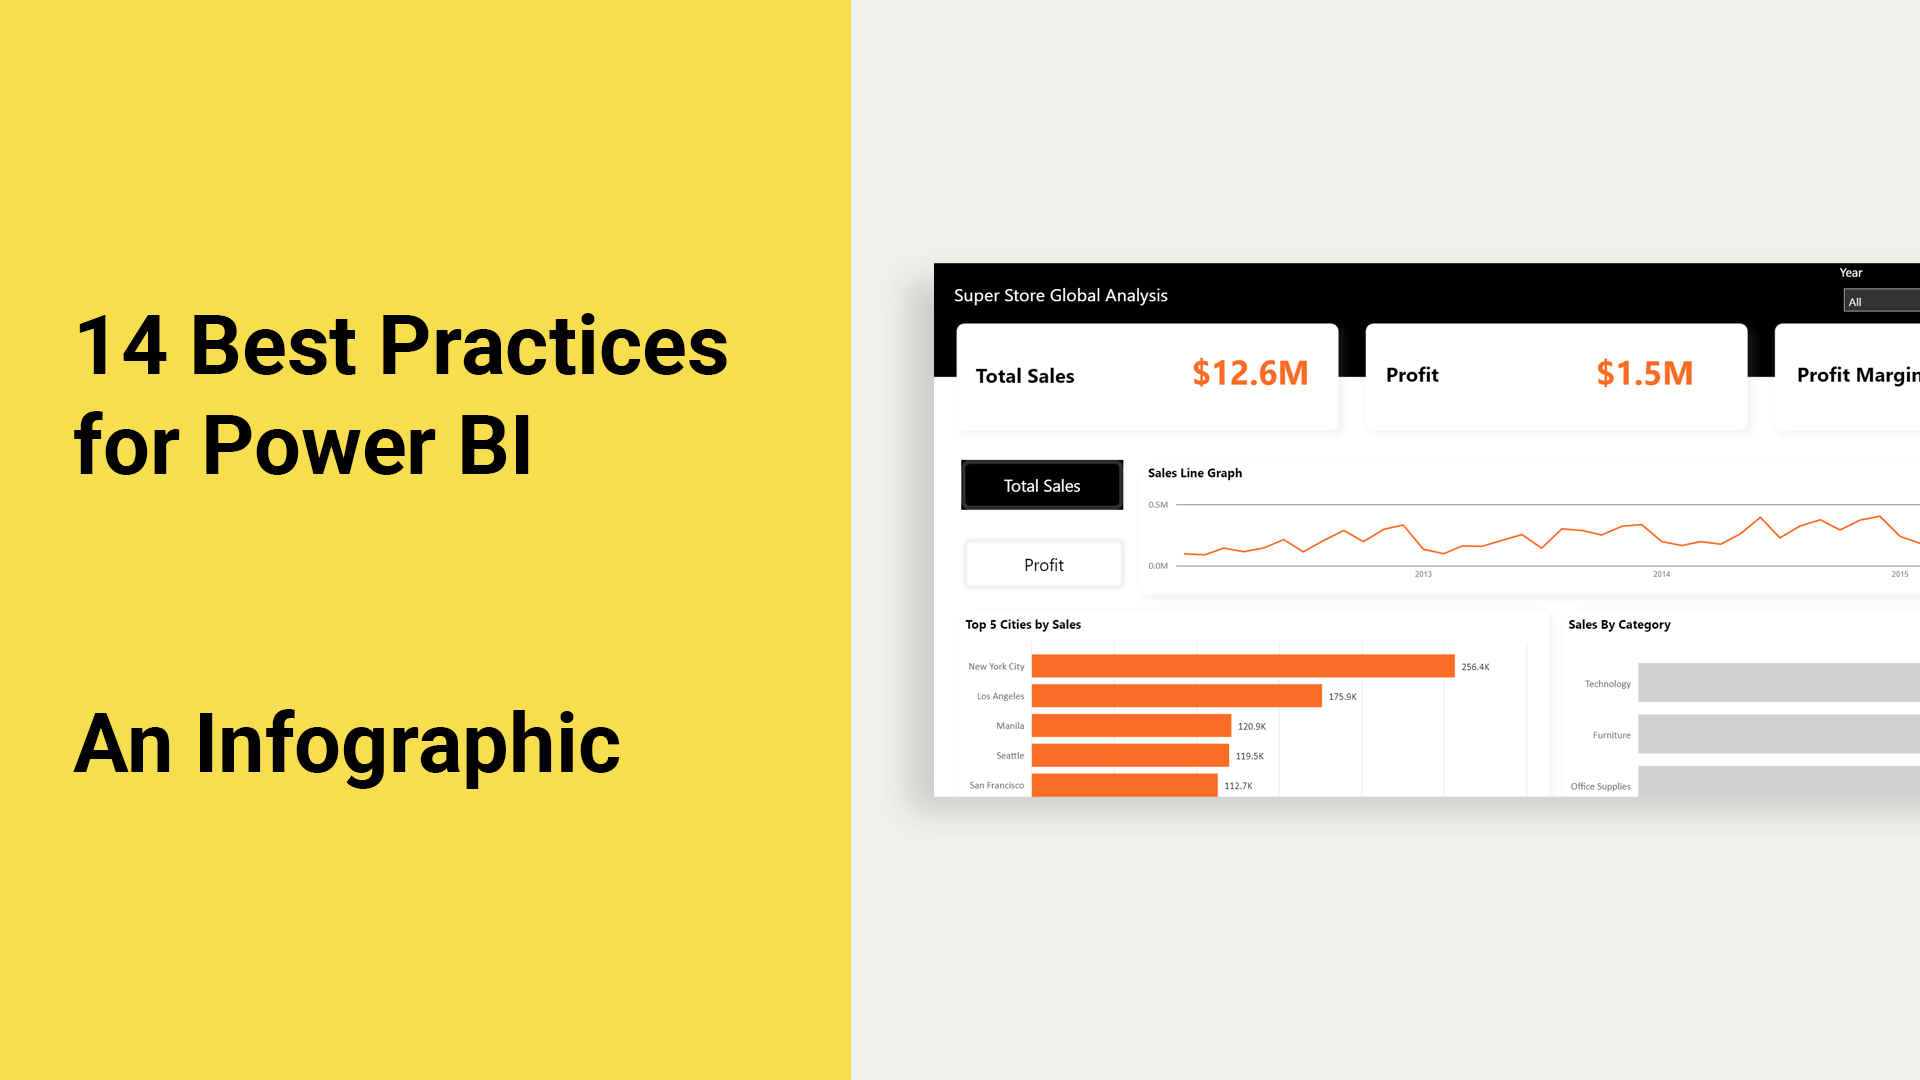 14 Best Practices
for Power BI
An Infographic
Super Store Global Analysis
Year
All
Total Sales
$12.6M
Profit
$1.5M
Profit Margin
Total Sales
Profit
Sales Line Graph
0.5M
0.0M
2013
2014
2015
Top 5 Cities by Sales
New York City
256.4K
Los Angeles
175.9K
Manila
120.9K
Seattle
119.5K
San Francisco
112.7K
Sales By Category
Technology
Furniture
Office Supplies